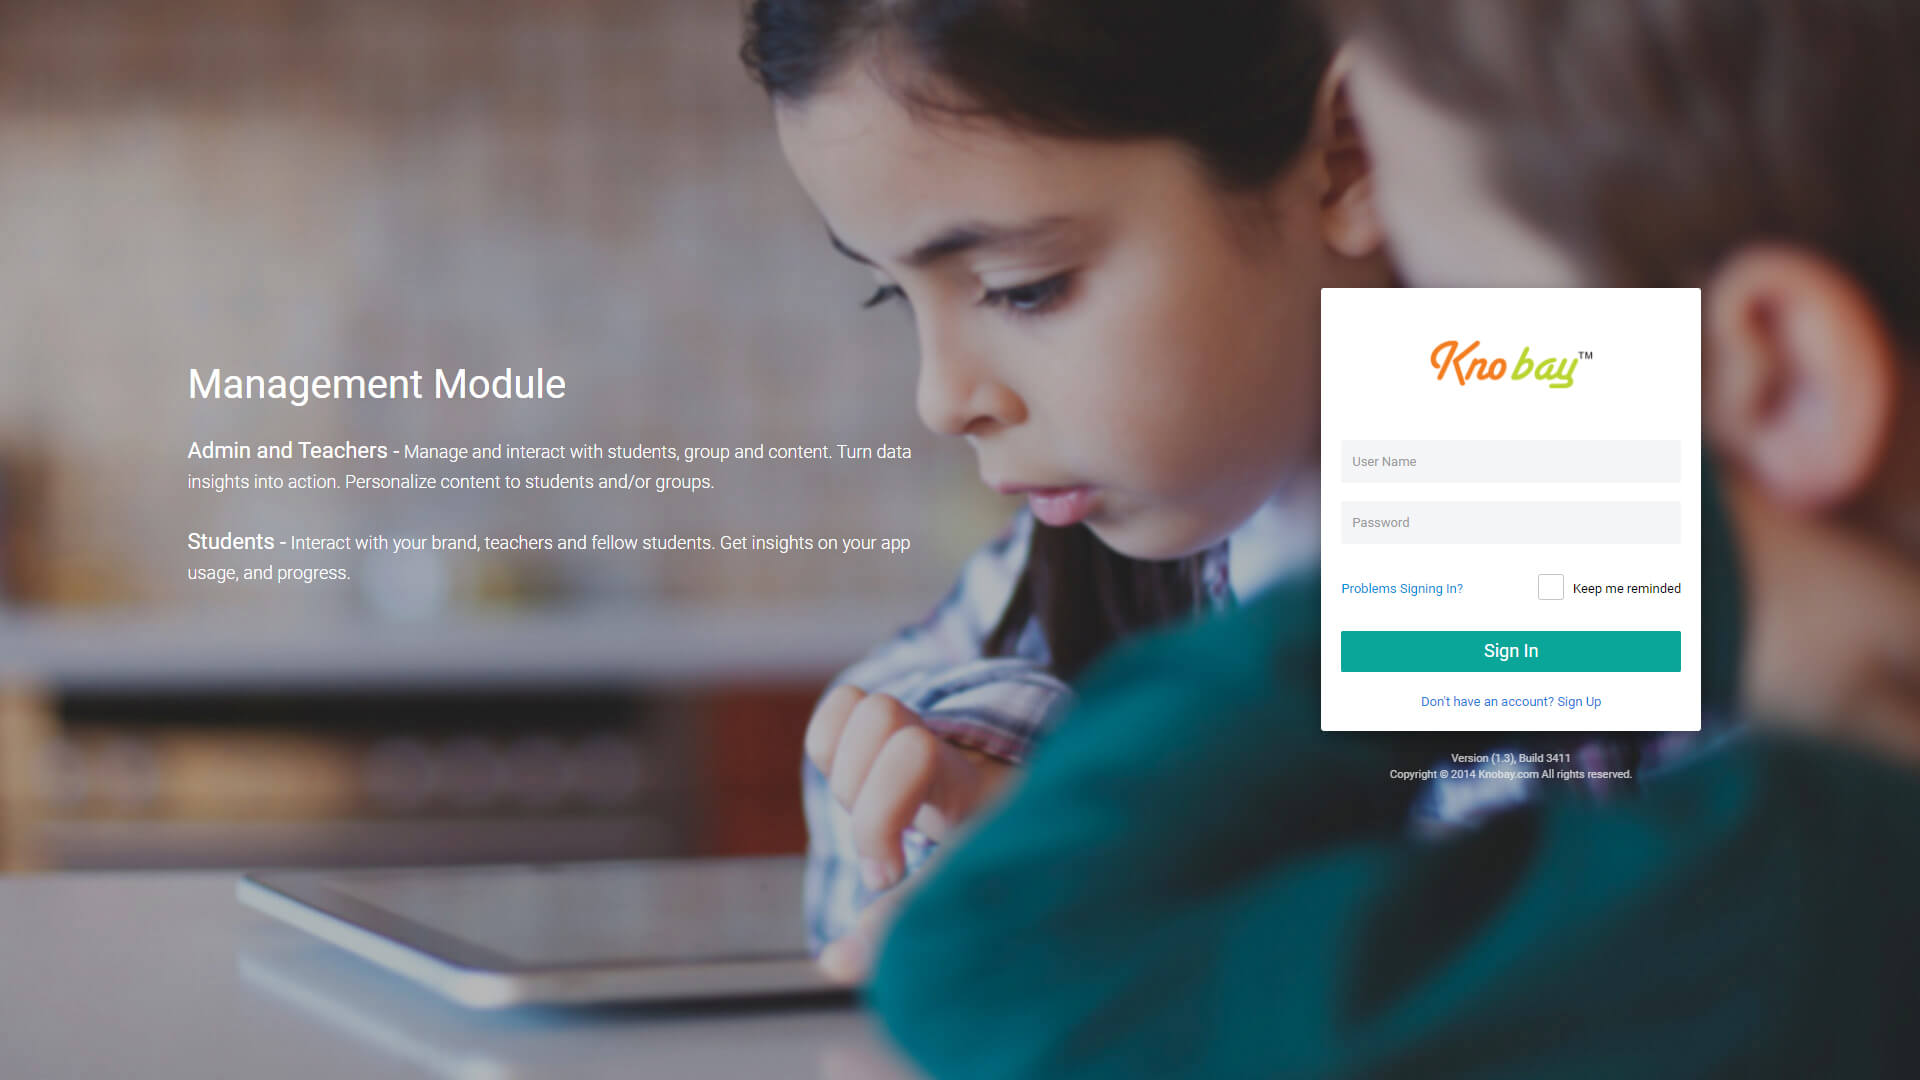 Management Module
Admin and Teachers - Manage and interact with students, group and content. Turn data
insights into action. Personalize content to students and/or groups.
Students - Interact with your brand, teachers and fellow students. Get insights on your app
usage, and progress.
Kno bay™
User Name
Password
Problems Signing In?
Keep me reminded
Sign In
Don't have an account? Sign Up
Version (1.3), Build 3411
Copyright © 2014 Knobay.com All rights reserved.